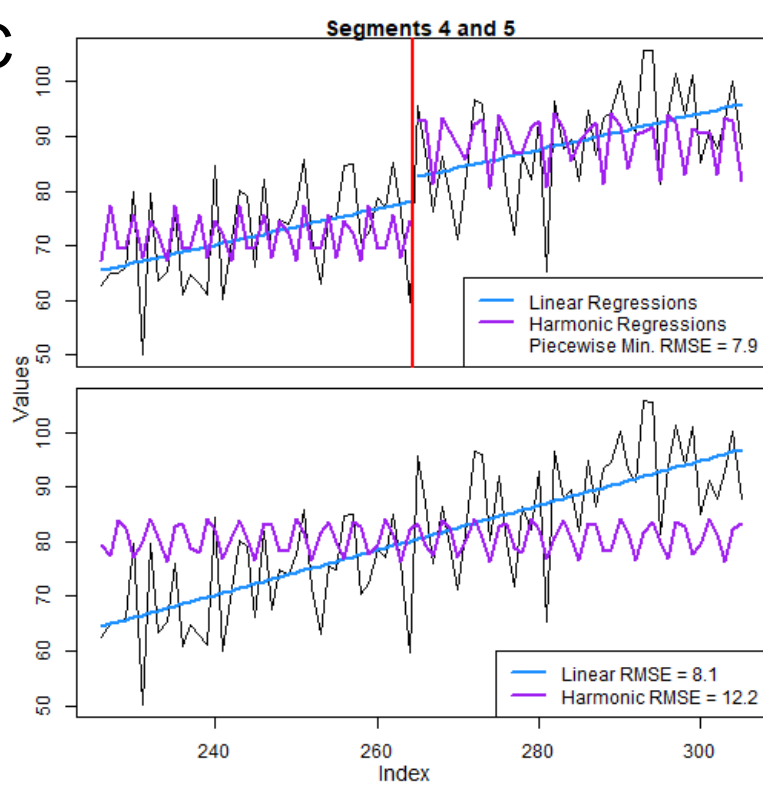 C
Segments 4 and 5
100
90
80
70
60
50
Linear Regressions
Harmonic Regressions
Piecewise Min. RMSE = 7.9
Values
100
90
80
70
60
50
Linear RMSE = 8.1
Harmonic RMSE = 12.2
240 260 280 300
Index